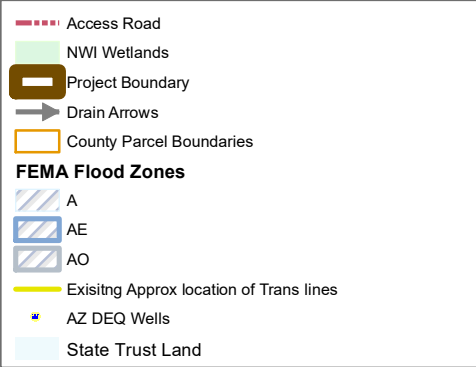 Access Road
NWI Wetlands
Project Boundary
Drain Arrows
County Parcel Boundaries
FEMA Flood Zones
A
AE
AO
Exisitng Approx location of Trans lines
AZ DEQ Wells
State Trust Land